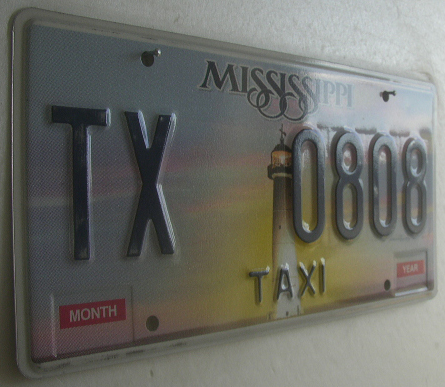 MISSISSIPPI
TX 0808
TAXI
MONTH YEAR